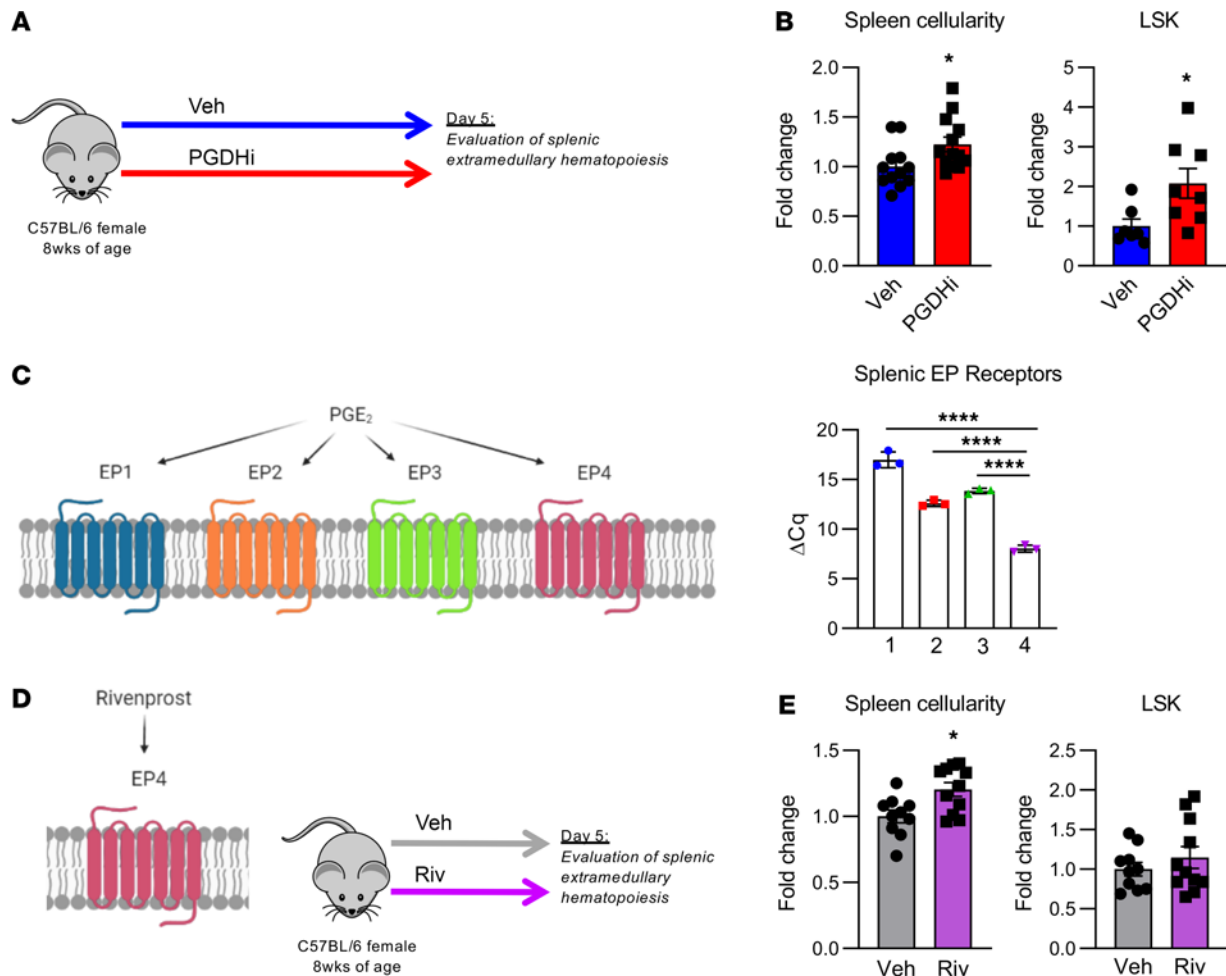 A
Veh
PGDHi
Day 5:
Evaluation of splenic
extramedullary hematopoiesis
C57BL/6 female
8wks of age
B
Spleen cellularity
*
Fold change
2.0
1.5
1.0
0.5
0.0
Veh
PGDHi
LSK
*
Fold change
5
4
3
2
1
0
Veh
PGDHi
C
PGE₂
EP1
EP2
EP3
EP4
Splenic EP Receptors
****
****
****
ΔCq
20
15
10
5
0
1
2
3
4
D
Rivenprost
EP4
Veh
Riv
Day 5:
Evaluation of splenic
extramedullary
hematopoiesis
C57BL/6 female
8wks of age
E
Spleen cellularity
*
Fold change
1.5
1.0
0.5
0.0
Veh
Riv
LSK
Fold change
2.5
2.0
1.5
1.0
0.5
0.0
Veh
Riv